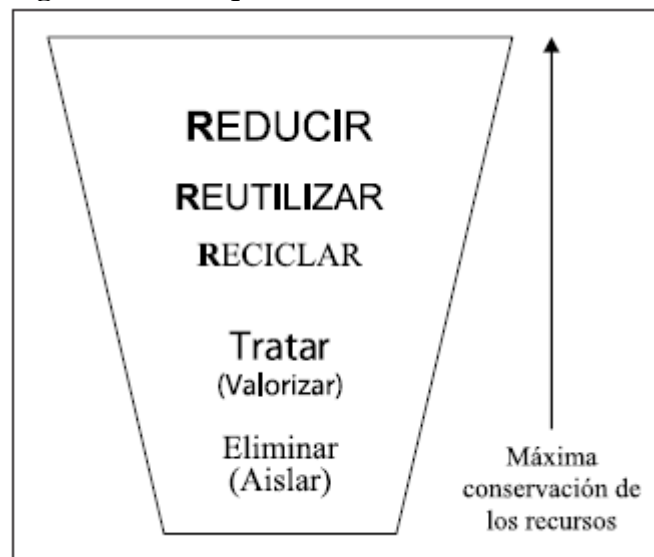 REDUCIR
REUTILIZAR
RECICLAR
Tratar
(Valorizar)
Eliminar
(Aislar)
Máxima
conservación de
los recursos